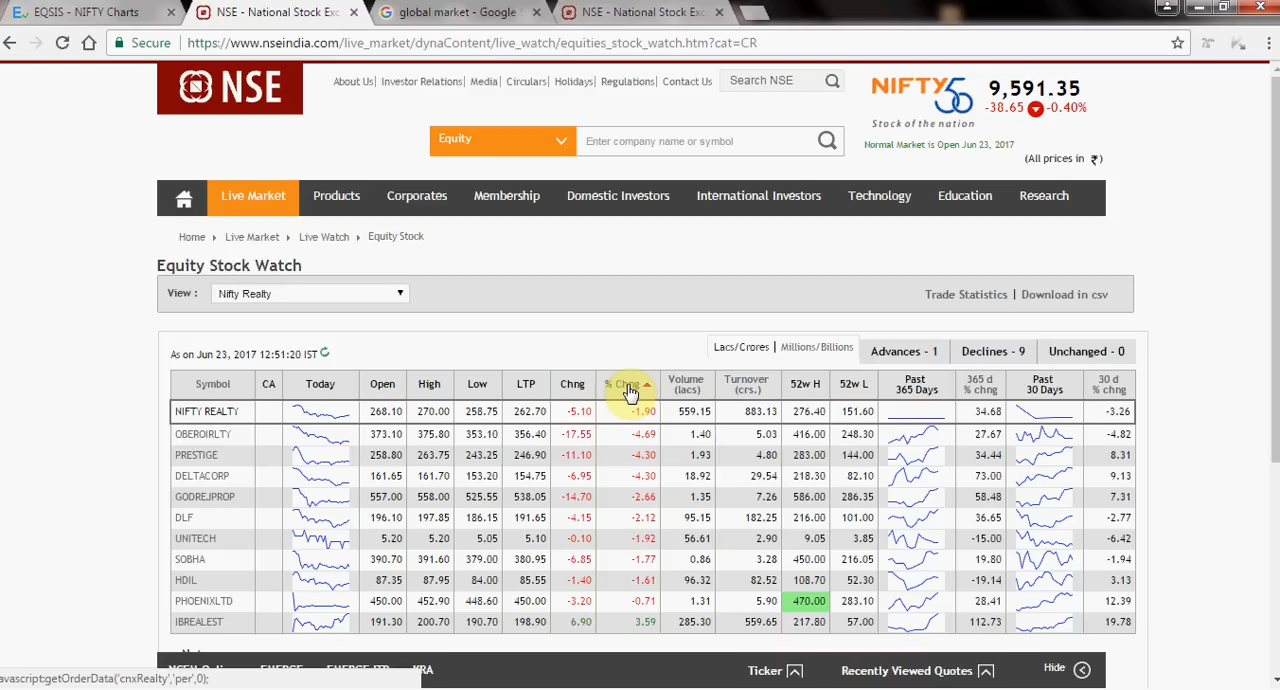 EQSIS - NIFTY Charts × NSE - National Stock Exc × global market - Google × NSE - National Stock Exc ×
Secure https://www.nseindia.com/live_market/dynaContent/live_watch/equities_stock_watch.htm?cat=CR
NSE
About Us| Investor Relations| Media| Circulars| Holidays| Regulations| Contact Us Search NSE
NIFTY50 9,591.35
-38.65 -0.40%
Stock of the nation
Equity Enter company name or symbol
Normal Market is Open Jun 23, 2017
(All prices in ₹)
Live Market Products Corporates Membership Domestic Investors International Investors Technology Education Research
Home Live Market Live Watch Equity Stock
Equity Stock Watch
View : Nifty Realty Trade Statistics | Download in csv
As on Jun 23, 2017 12:51:20 IST Lacs/Crores | Millions/Billions Advances - 1 Declines - 9 Unchanged - 0
Symbol CA Today Open High Low LTP Chng % Chng Volume (lacs) Turnover (crs.) 52w H 52w L Past 365 Days 365 d % chng Past 30 Days 30 d % chng
NIFTY REALTY 268.10 270.00 258.75 262.70 -5.10 -1.90 559.15 883.13 276.40 151.60 34.68 -3.26
OBEROIRLTY 373.10 375.80 353.10 356.40 -17.55 -4.69 1.40 5.03 416.00 248.30 27.67 -4.82
PRESTIGE 258.80 263.75 243.25 246.90 -11.10 -4.30 1.93 4.80 283.00 144.00 34.44 8.31
DELTACORP 161.65 161.70 153.20 154.75 -6.95 -4.30 18.92 29.54 218.30 82.10 73.00 9.13
GODREJPROP 557.00 558.00 525.55 538.05 -14.70 -2.66 1.35 7.26 586.00 286.35 58.48 7.31
DLF 196.10 197.85 186.15 191.10 -4.15 -2.12 95.15 182.25 216.00 101.00 36.65 -2.77
UNITECH 5.20 5.20 5.05 5.10 -0.10 -1.92 56.61 2.90 9.05 3.85 -15.00 -6.42
SOBHA 390.70 391.60 379.00 380.95 -6.85 -1.77 0.86 3.28 450.00 216.05 19.80 -1.94
HDIL 87.35 87.95 84.00 85.55 -1.40 -1.61 96.32 82.52 108.70 52.30 -19.14 3.13
PHOENIXLTD 450.00 452.90 448.60 450.00 -3.20 -0.71 1.31 5.90 470.00 283.10 28.41 12.39
IBREALEST 191.30 200.70 190.70 198.90 6.90 3.59 285.30 559.65 217.80 57.00 112.73 19.78
KRA Ticker Recently Viewed Quotes Hide
avascript:getOrderData('cnxRealty','per',0);